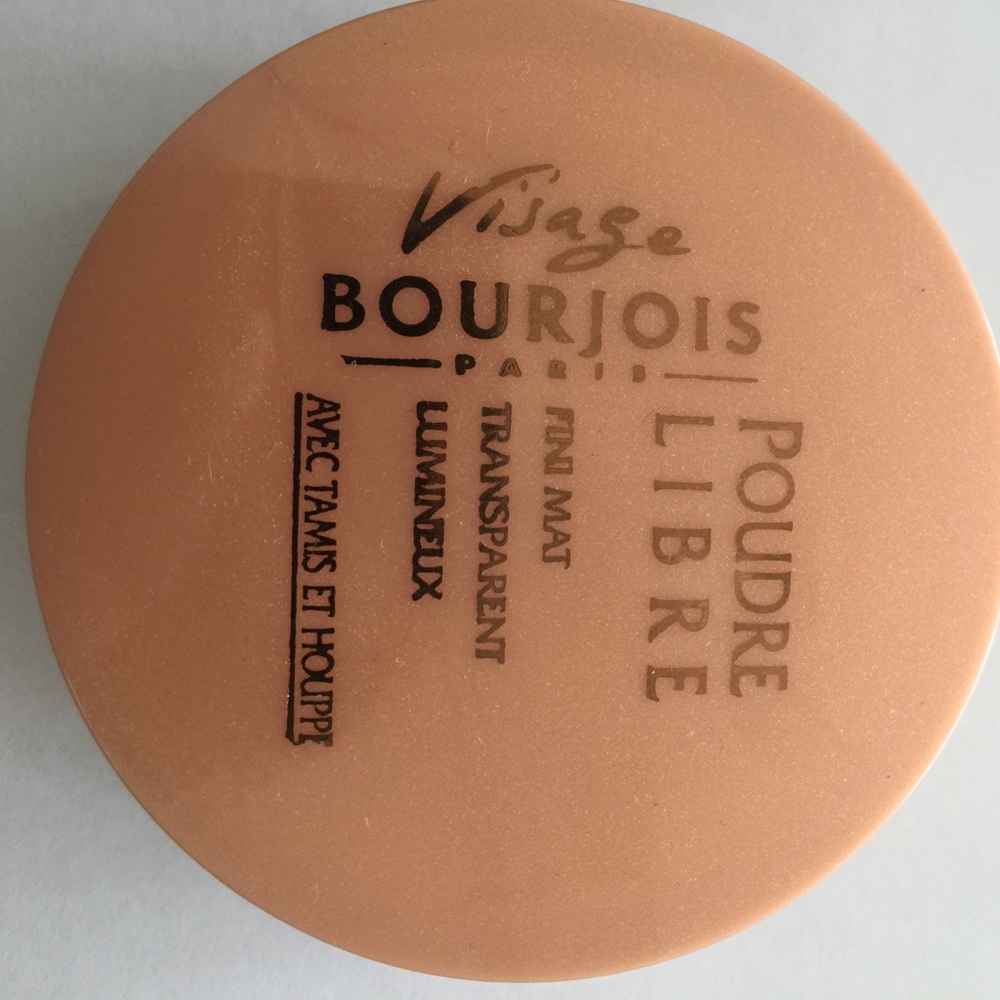 Visage
BOURJOIS
PARIS
POUDRE
LIBRE
FINI MAT
TRANSPARENT
LUMINEUX
AVEC TAMIS ET HOUPPE